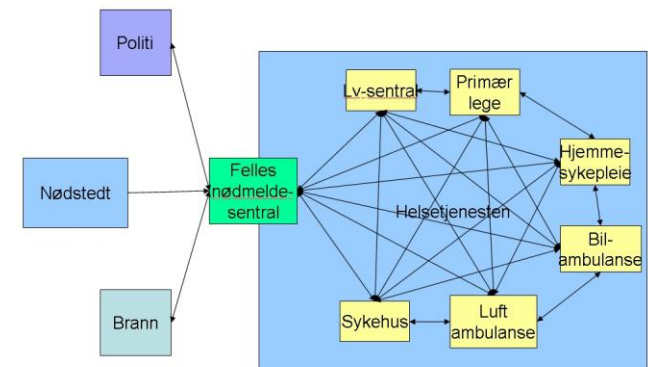 Politi
Nødstedt
Brann
Felles
nødmelde-
sentral
Lv-sentral
Primær
lege
Hjemme-
sykepleie
Helsetjenesten
Bil-
ambulanse
Sykehus
Luft
ambulanse